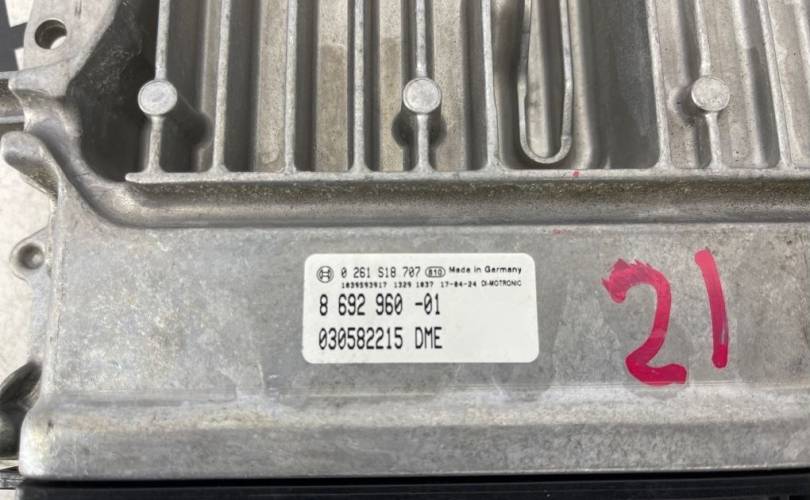 0 261 S18 707 810 Made in Germany
1039S93917 1329 1037 17-04-24 DI-MOTRONIC
8 692 960 -01
030582215 DME
21